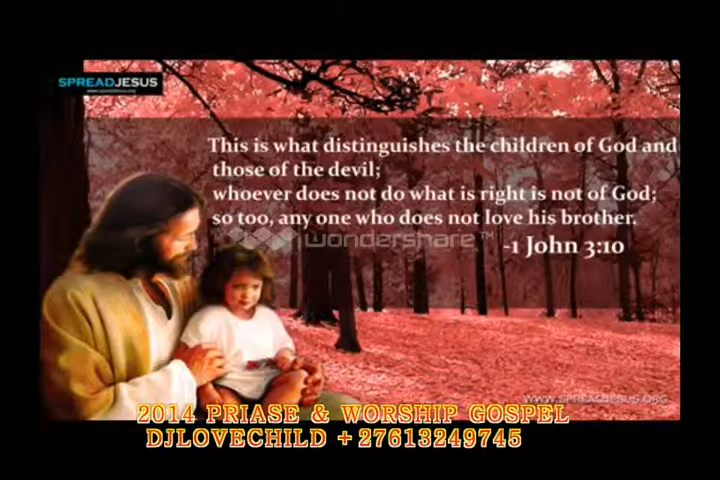 SPREADJESUS
This is what distinguishes the children of God and
those of the devil;
whoever does not do what is right is not of God;
so too, any one who does not love his brother.
wondershare™
-1 John 3:10
WWW.SPREADJESUS.ORG
2014 PRIASE & WORSHIP GOSPEL
DJLOVECHILD +27613249745